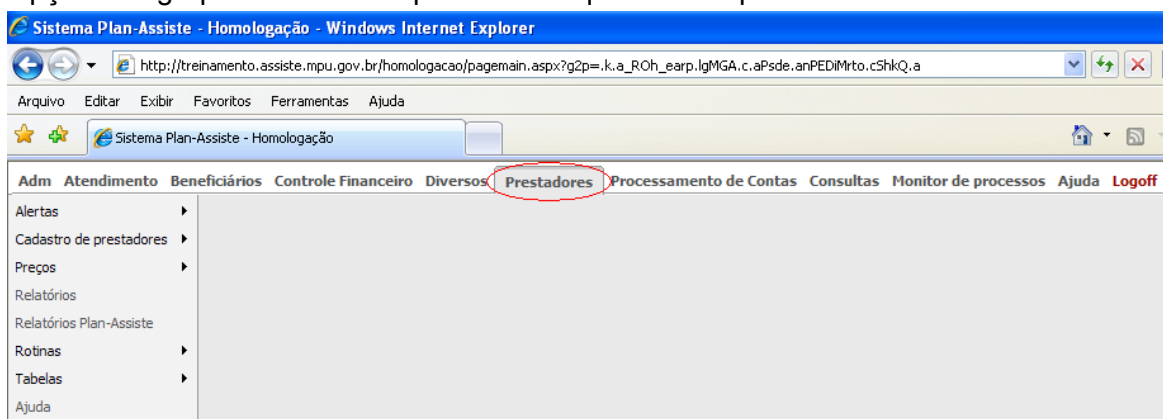 Sistema Plan-Assiste - Homologação - Windows Internet Explorer
http://treinamento.assiste.mpu.gov.br/homologacao/pagemain.aspx?g2p=.k.a_ROh_earp.lgMGA.c.aPsde.anPEDiMrto.cShkQ.a
Arquivo Editar Exibir Favoritos Ferramentas Ajuda
Sistema Plan-Assiste - Homologação
Adm Atendimento Beneficiários Controle Financeiro Diversos Prestadores Processamento de Contas Consultas Monitor de processos Ajuda Logoff
Alertas
Cadastro de prestadores
Preços
Relatórios
Relatórios Plan-Assiste
Rotinas
Tabelas
Ajuda